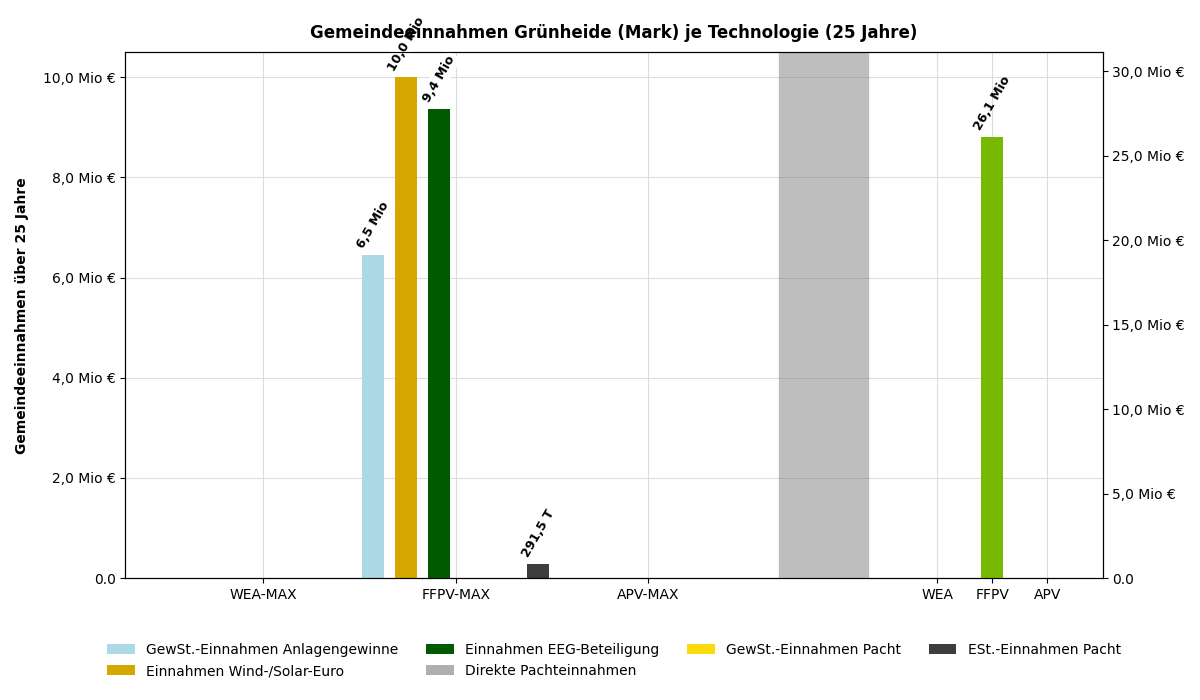 Gemeindeeinnahmen Grünheide (Mark) je Technologie (25 Jahre)
Gemeindeeinnahmen über 25 Jahre
10,0 Mio €
8,0 Mio €
6,0 Mio €
4,0 Mio €
2,0 Mio €
0.0
6,5 Mio
10,0 Mio
9,4 Mio
291,5 T
26,1 Mio
30,0 Mio €
25,0 Mio €
20,0 Mio €
15,0 Mio €
10,0 Mio €
5,0 Mio €
0.0
WEA-MAX FFPV-MAX APV-MAX WEA FFPV APV
GewSt.-Einnahmen Anlagengewinne Einnahmen EEG-Beteiligung GewSt.-Einnahmen Pacht ESt.-Einnahmen Pacht
Einnahmen Wind-/Solar-Euro Direkte Pachteinnahmen